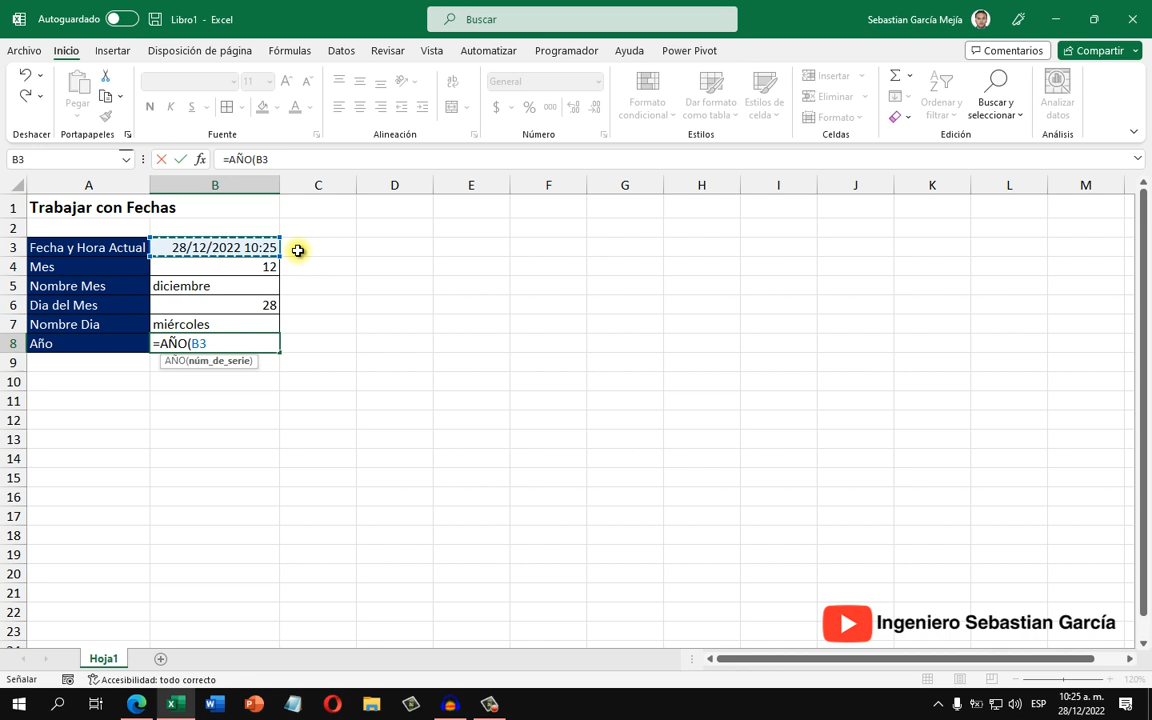 Autoguardado Libro1 - Excel Buscar Sebastian García Mejía
Archivo Inicio Insertar Disposición de página Fórmulas Datos Revisar Vista Automatizar Programador Ayuda Power Pivot Comentarios Compartir
Pegar
11
N K S
General
$ % 000
Formato condicional
Dar formato como tabla
Estilos de celda
Insertar
Eliminar
Formato
Ordenar y filtrar
Buscar y seleccionar
Analizar datos
Deshacer Portapapeles Fuente Alineación Número Estilos Celdas Edición Análisis
B3 fx =AÑO(B3
A B C D E F G H I J K L M
1 Trabajar con Fechas
2
3 Fecha y Hora Actual 28/12/2022 10:25
4 Mes 12
5 Nombre Mes diciembre
6 Dia del Mes 28
7 Nombre Dia miércoles
8 Año =AÑO(B3
9 AÑO(núm_de_serie)
10
11
12
13
14
15
16
17
18
19
20
21
22
23
Ingeniero Sebastian García
Hoja1
Señalar Accesibilidad: todo correcto 120%
ESP 10:25 a. m.
28/12/2022